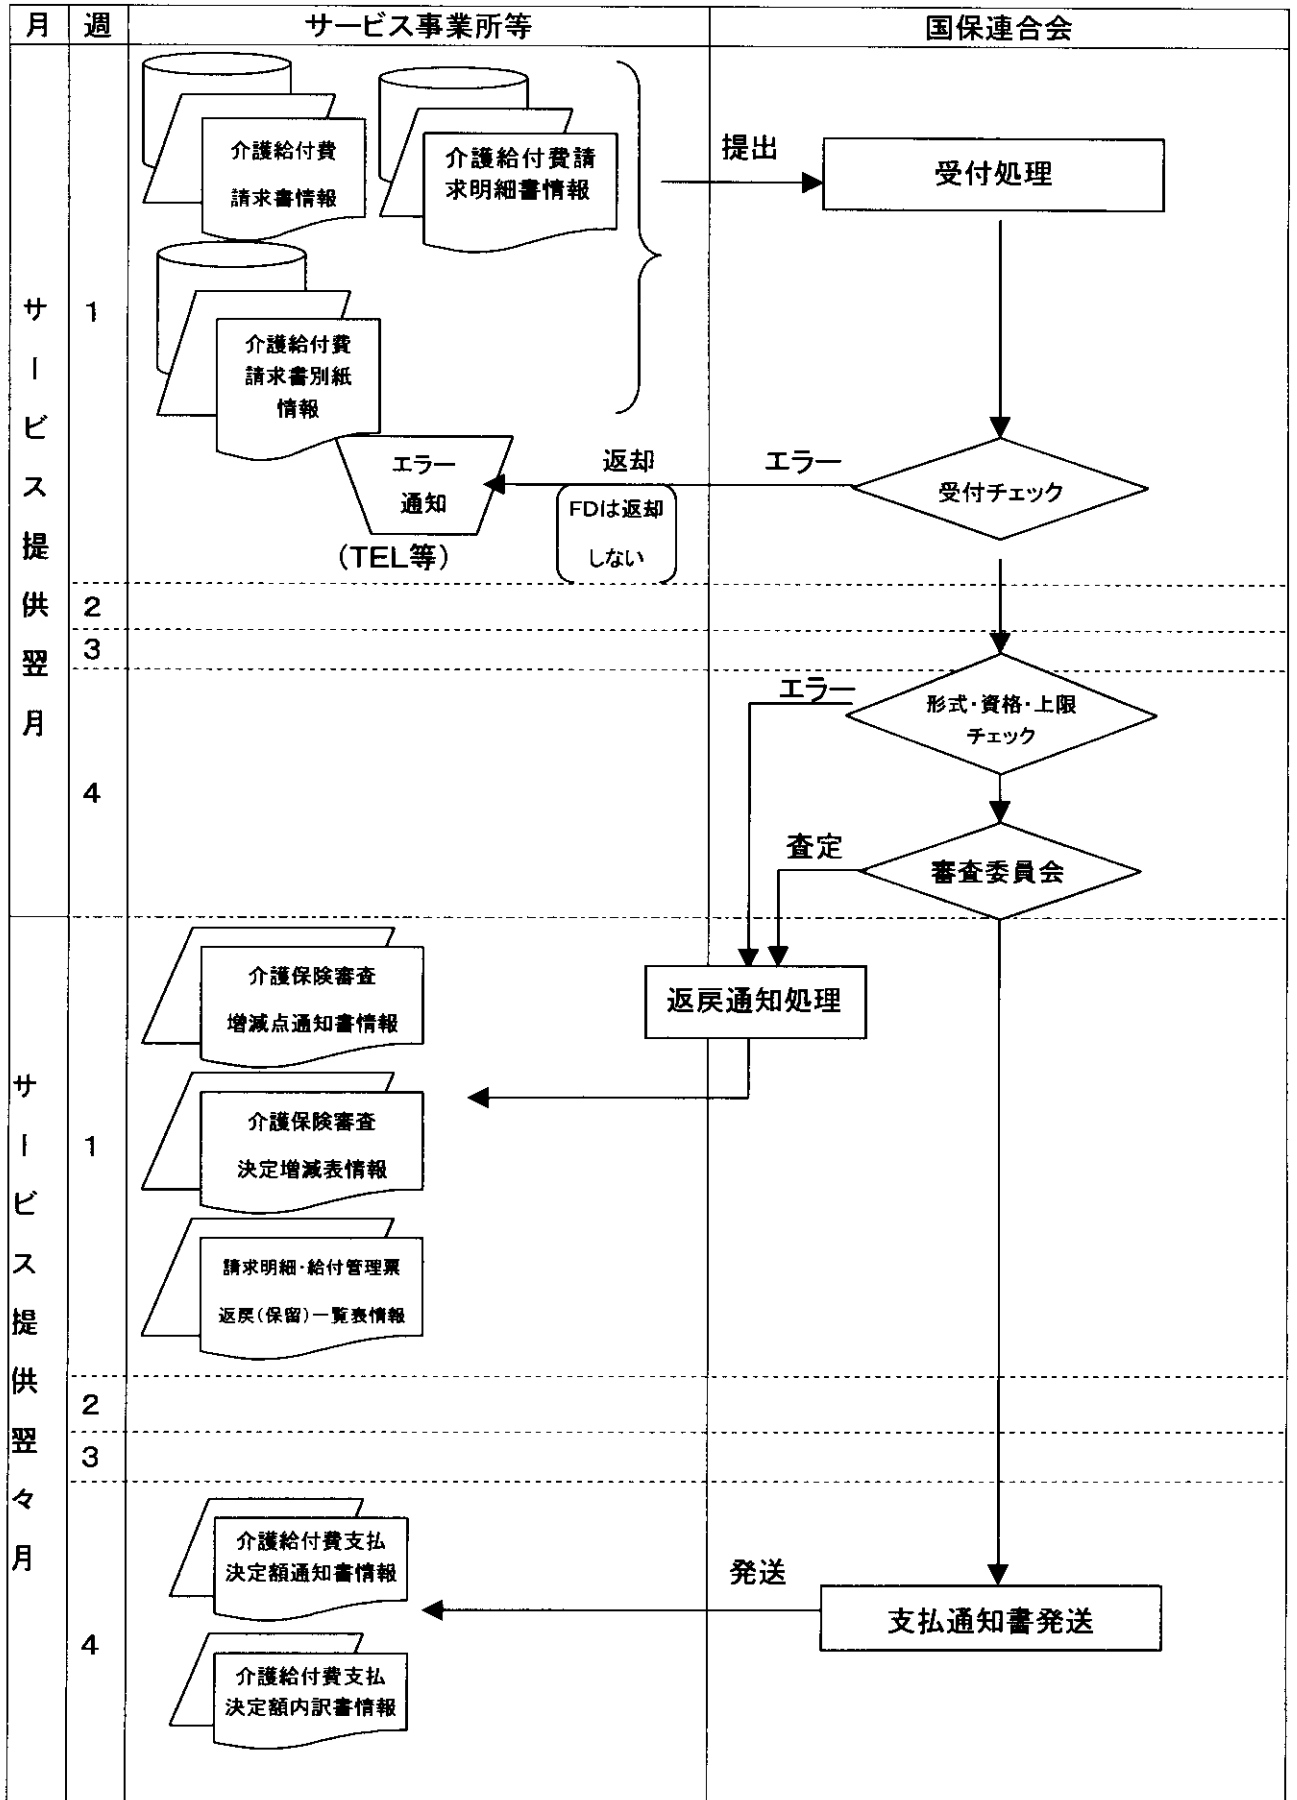 月
週
サービス事業所等
国保連合会
サービス提供翌月
1
介護給付費
請求書情報
介護給付費請
求明細書情報
提出
受付処理
介護給付費
請求書別紙
情報
エラー
通知
(TEL等)
返却
FDは返却
しない
エラー
受付チェック
2
3
4
エラー
形式・資格・上限
チェック
査定
審査委員会
サービス提供翌々月
1
介護保険審査
増減点通知書情報
返戻通知処理
介護保険審査
決定増減表情報
請求明細・給付管理票
返戻(保留)一覧表情報
2
3
4
介護給付費支払
決定額通知書情報
発送
支払通知書発送
介護給付費支払
決定額内訳書情報